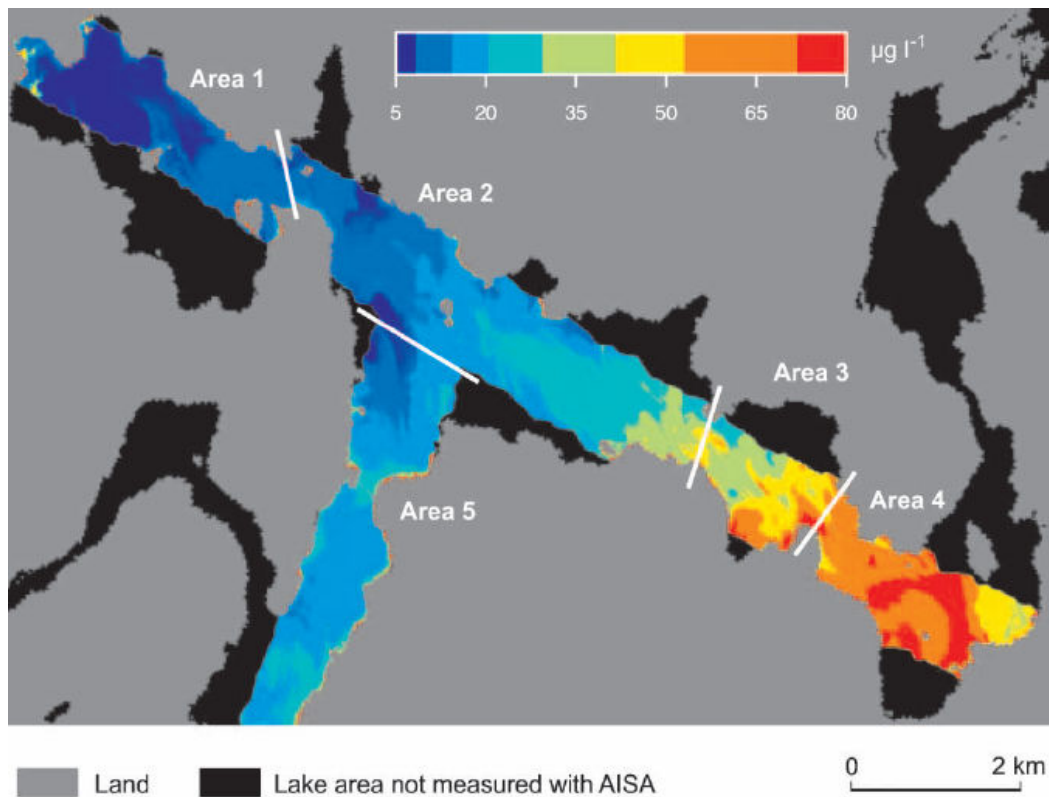 Area 1
µg l⁻¹
5 20 35 50 65 80
Area 2
Area 3
Area 4
Area 5
0 2 km
Land Lake area not measured with AISA